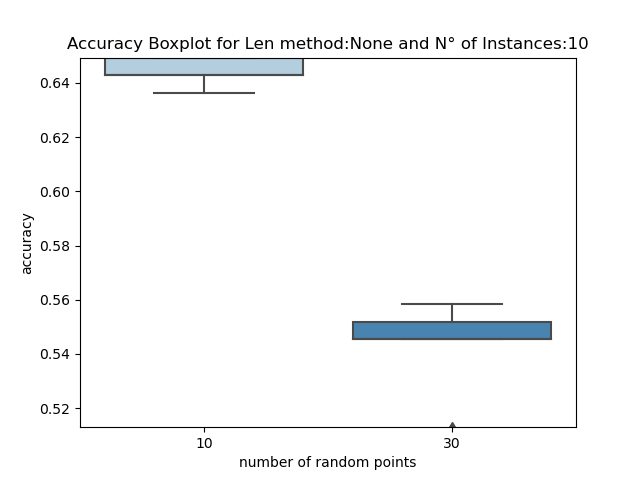 Accuracy Boxplot for Len method:None and N° of Instances:10
0.64
0.62
0.60
0.58
0.56
0.54
0.52
accuracy
10 30
number of random points